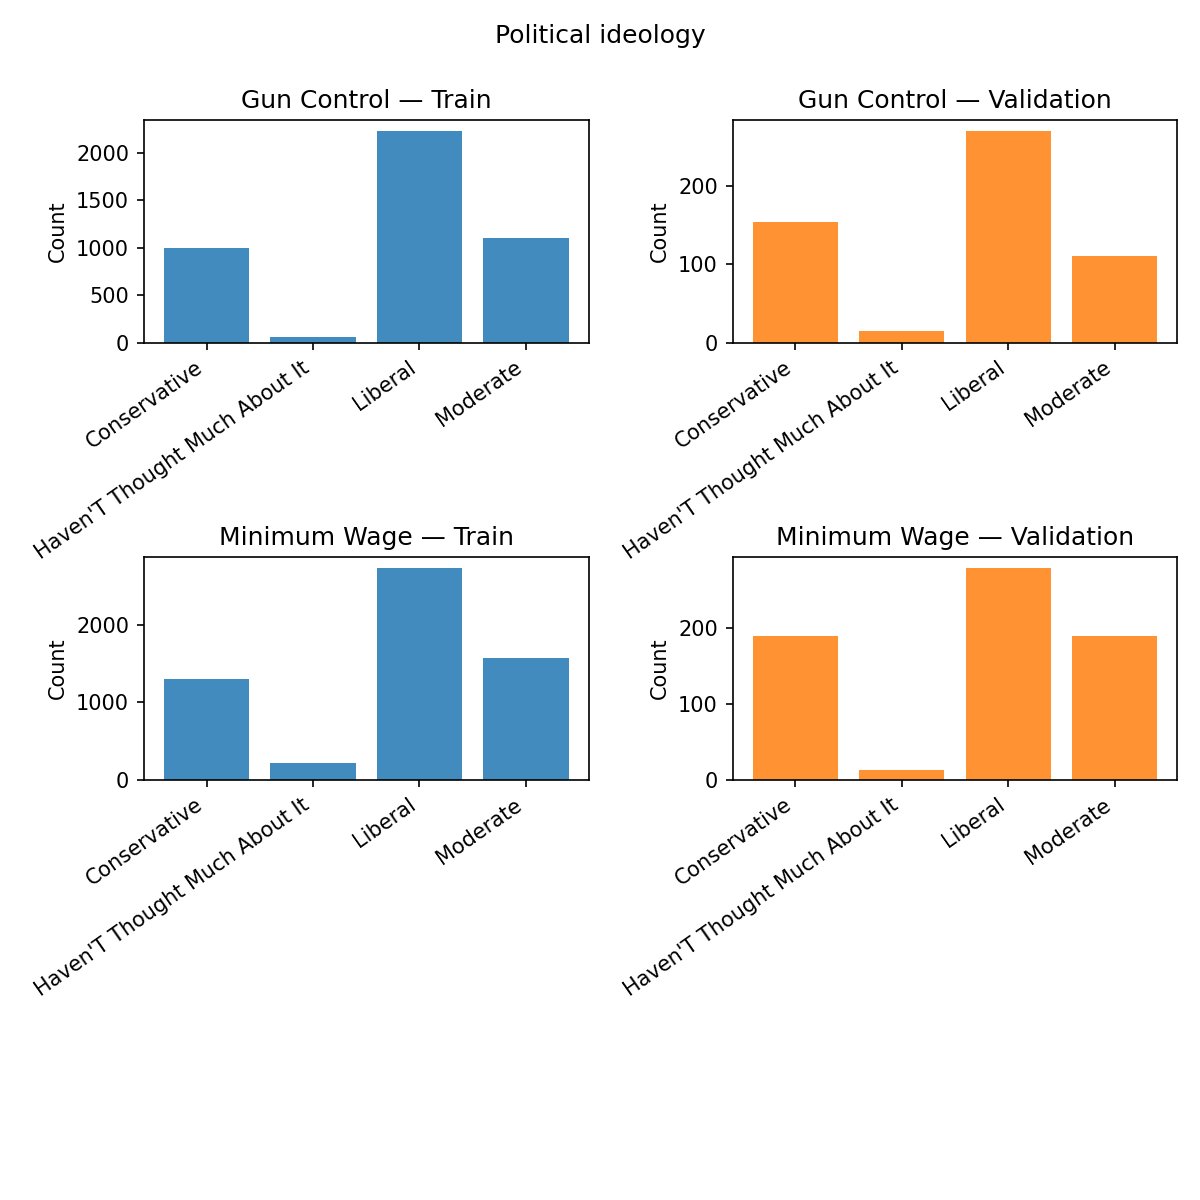 Political ideology
Gun Control — Train
Count
2000
1500
1000
500
0
Conservative
Haven'T Thought Much About It
Liberal
Moderate
Gun Control — Validation
Count
200
100
0
Conservative
Haven'T Thought Much About It
Liberal
Moderate
Minimum Wage — Train
Count
2000
1000
0
Conservative
Haven'T Thought Much About It
Liberal
Moderate
Minimum Wage — Validation
Count
200
100
0
Conservative
Haven'T Thought Much About It
Liberal
Moderate